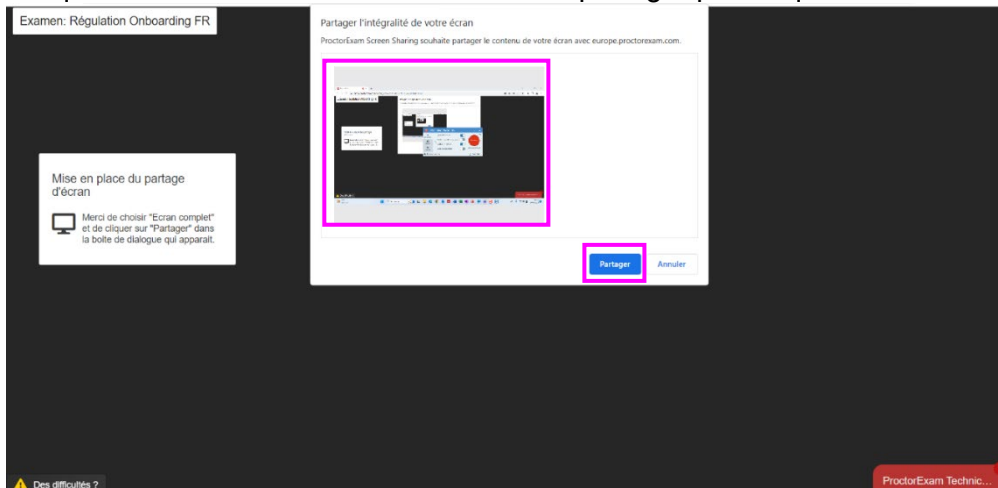 Examen: Régulation Onboarding FR
Partager l'intégralité de votre écran
ProctorExam Screen Sharing souhaite partager le contenu de votre écran avec europe.proctorexam.com.
Mise en place du partage
d'écran
Merci de choisir "Ecran complet"
et de cliquer sur "Partager" dans
la boite de dialogue qui apparait.
Partager
Annuler
Des difficultés ?
ProctorExam Technic...